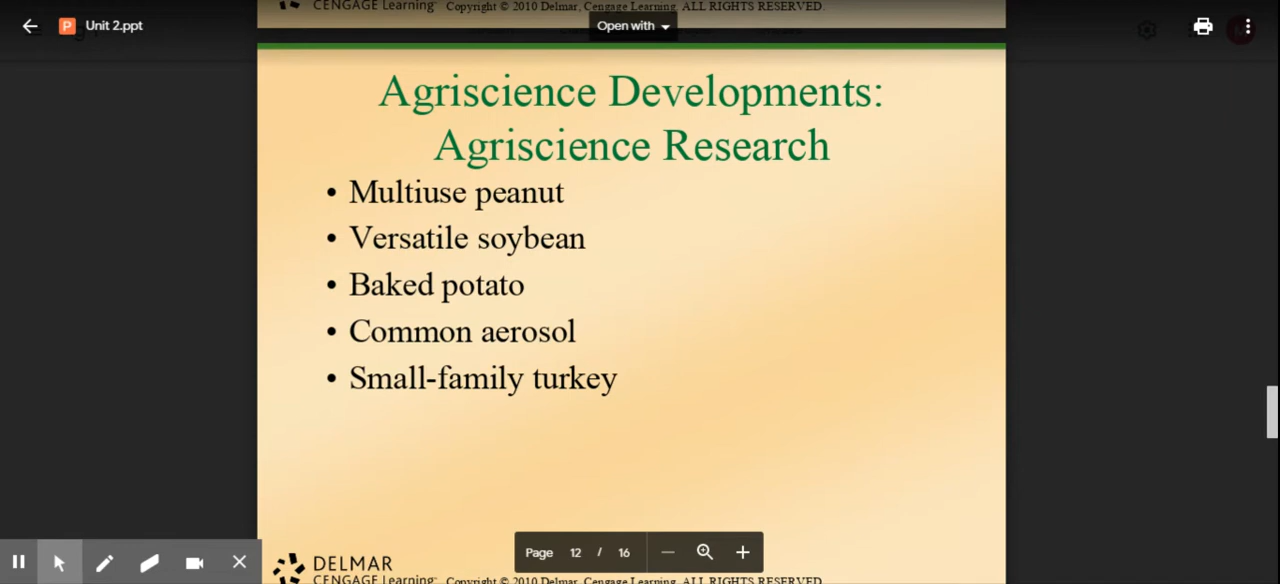 CENGAGE Learning Copyright © 2010 Delmar, Cengage Learning. ALL RIGHTS RESERVED.
P Unit 2.ppt
Open with
Agriscience Developments:
Agriscience Research
• Multiuse peanut
• Versatile soybean
• Baked potato
• Common aerosol
• Small-family turkey
Page 12 / 16
DELMAR
CENGAGE Learning Copyright © 2010 Delmar, Cengage Learning. ALL RIGHTS RESERVED.